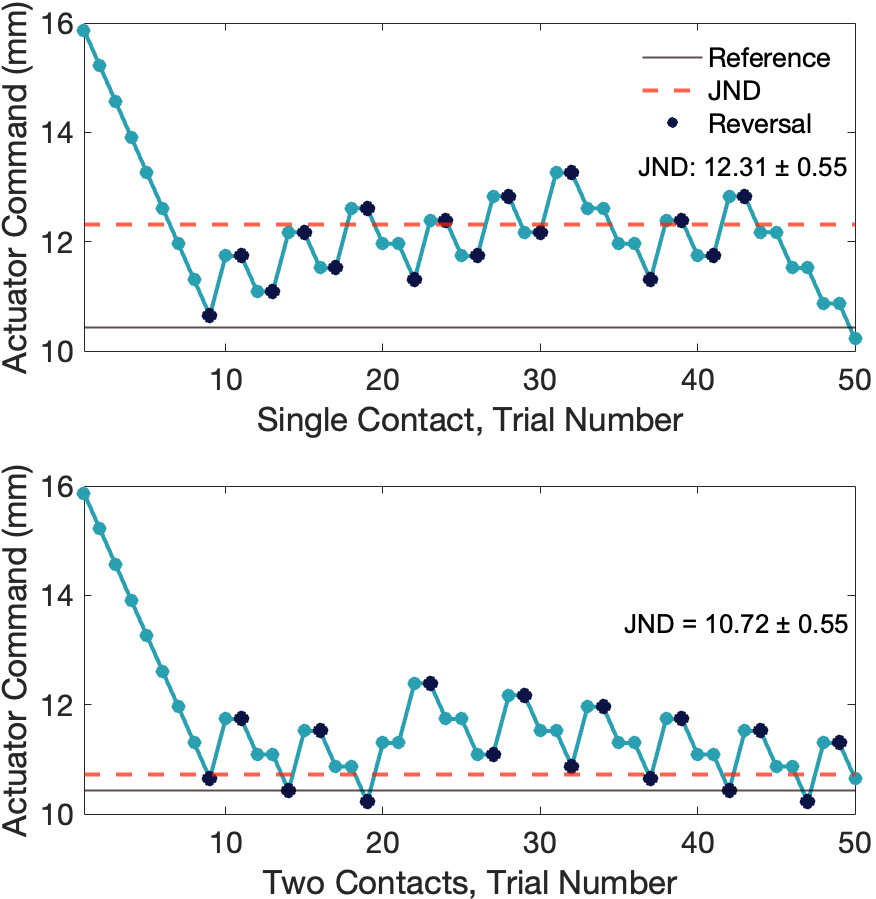 Actuator Command (mm)
16
14
12
10
Reference
JND
Reversal
JND: 12.31 ± 0.55
10 20 30 40 50
Single Contact, Trial Number
Actuator Command (mm)
16
14
12
10
JND = 10.72 ± 0.55
10 20 30 40 50
Two Contacts, Trial Number